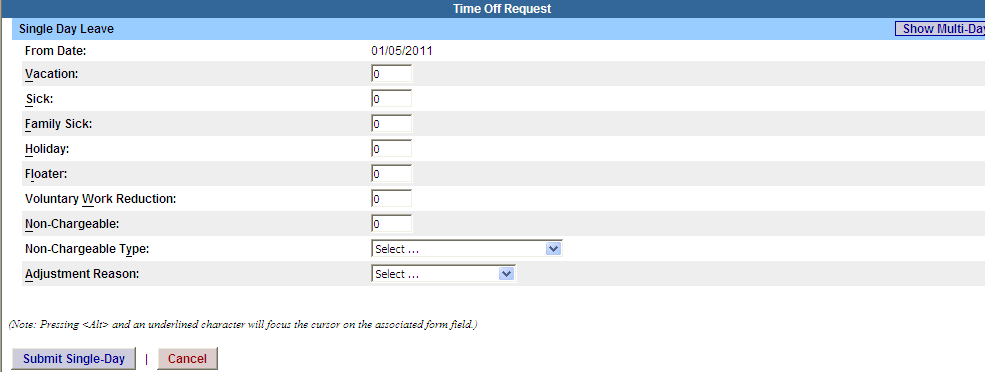 Time Off Request
Single Day Leave Show Multi-Day
From Date: 01/05/2011
Vacation: 0
Sick: 0
Family Sick: 0
Holiday: 0
Floater: 0
Voluntary Work Reduction: 0
Non-Chargeable: 0
Non-Chargeable Type: Select ...
Adjustment Reason: Select ...
(Note: Pressing <Alt> and an underlined character will focus the cursor on the associated form field.)
Submit Single-Day | Cancel